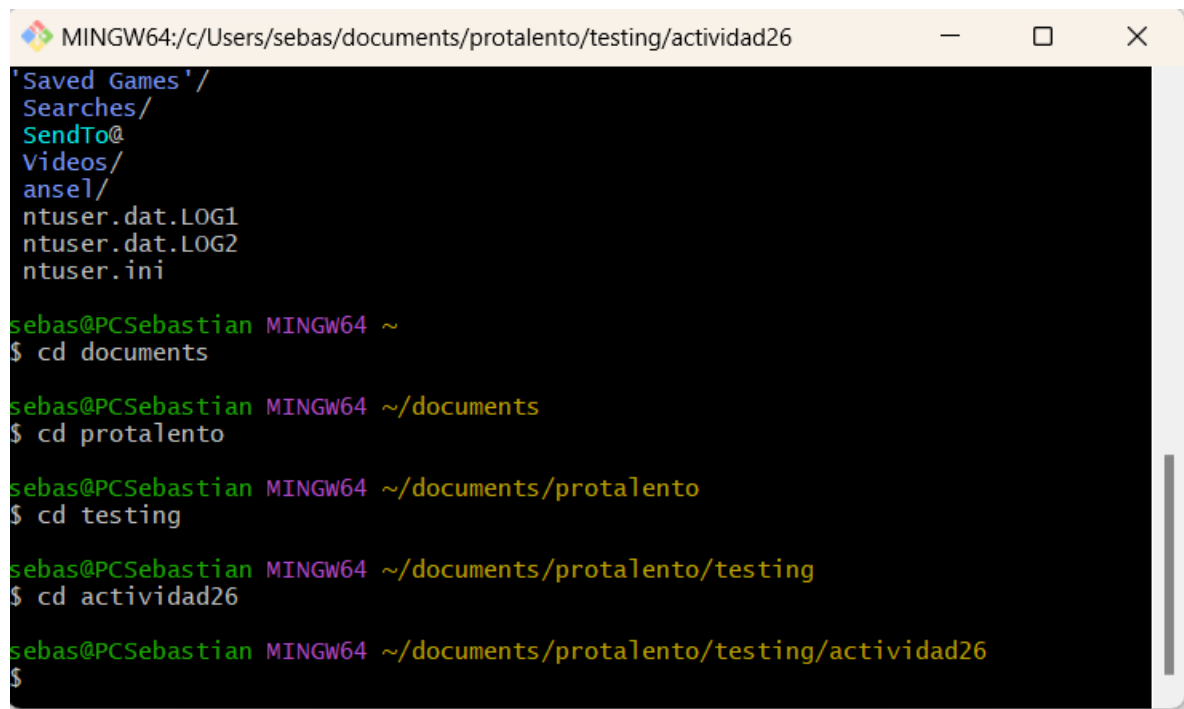 MINGW64:/c/Users/sebas/documents/protalento/testing/actividad26
'Saved Games'/
Searches/
SendTo@
Videos/
ansel/
ntuser.dat.LOG1
ntuser.dat.LOG2
ntuser.ini
sebas@PCSebastian MINGW64 ~
$ cd documents
sebas@PCSebastian MINGW64 ~/documents
$ cd protalento
sebas@PCSebastian MINGW64 ~/documents/protalento
$ cd testing
sebas@PCSebastian MINGW64 ~/documents/protalento/testing
$ cd actividad26
sebas@PCSebastian MINGW64 ~/documents/protalento/testing/actividad26
$